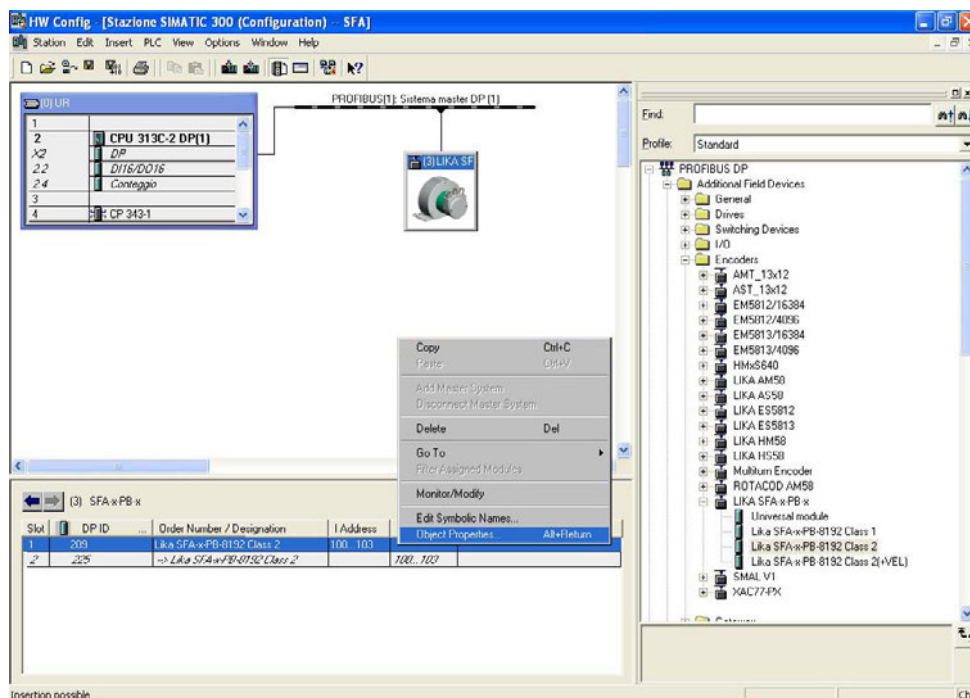 HW Config - [Stazione SIMATIC 300 (Configuration) -- SFA]
Station Edit Insert PLC View Options Window Help
(0) UR
1
2 CPU 313C-2 DP(1)
X2 DP
2.2 DI16/DO16
2.4 Conteggio
3
4 CP 343-1
PROFIBUS(1): Sistema master DP (1)
(3) LIKA SF
Copy Ctrl+C
Paste Ctrl+V
Add Master System
Disconnect Master System
Delete Del
Go To
Filter Assigned Modules
Monitor/Modify
Edit Symbolic Names...
Object Properties... Alt+Return
(3) SFA-x-PB-x
Slot DP ID ... Order Number / Designation I Address
1 209 Lika SFA-x-PB-8192 Class 2 100...103
2 225 --> Lika SFA-x-PB-8192 Class 2 100...103
Find:
Profile: Standard
PROFIBUS DP
Additional Field Devices
General
Drives
Switching Devices
I/O
Encoders
AMT_13x12
AST_13x12
EM5812/16384
EM5812/4096
EM5813/16384
EM5813/4096
HMxS640
LIKA AM58
LIKA AS58
LIKA ES5812
LIKA ES5813
LIKA HM58
LIKA HS58
Multiturn Encoder
ROTACOD AM58
LIKA SFA-x-PB-x
Universal module
Lika SFA-x-PB-8192 Class 1
Lika SFA-x-PB-8192 Class 2
Lika SFA-x-PB-8192 Class 2(+VEL)
SMAL V1
XAC77-PX
Gateway
Insertion possible
Ch